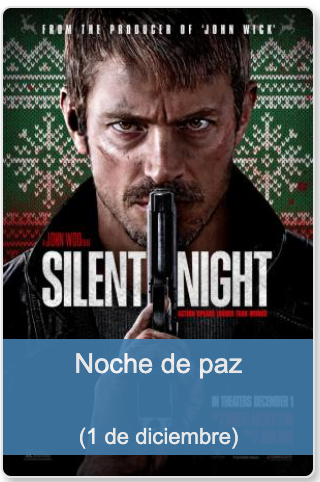 FROM THE PRODUCER OF 'JOHN WICK'
A JOHN WOO FILM
SILENT NIGHT
ACTION SPEAKS LOUDER THAN WORDS
Noche de paz
IN THEATERS DECEMBER 1
(1 de diciembre)